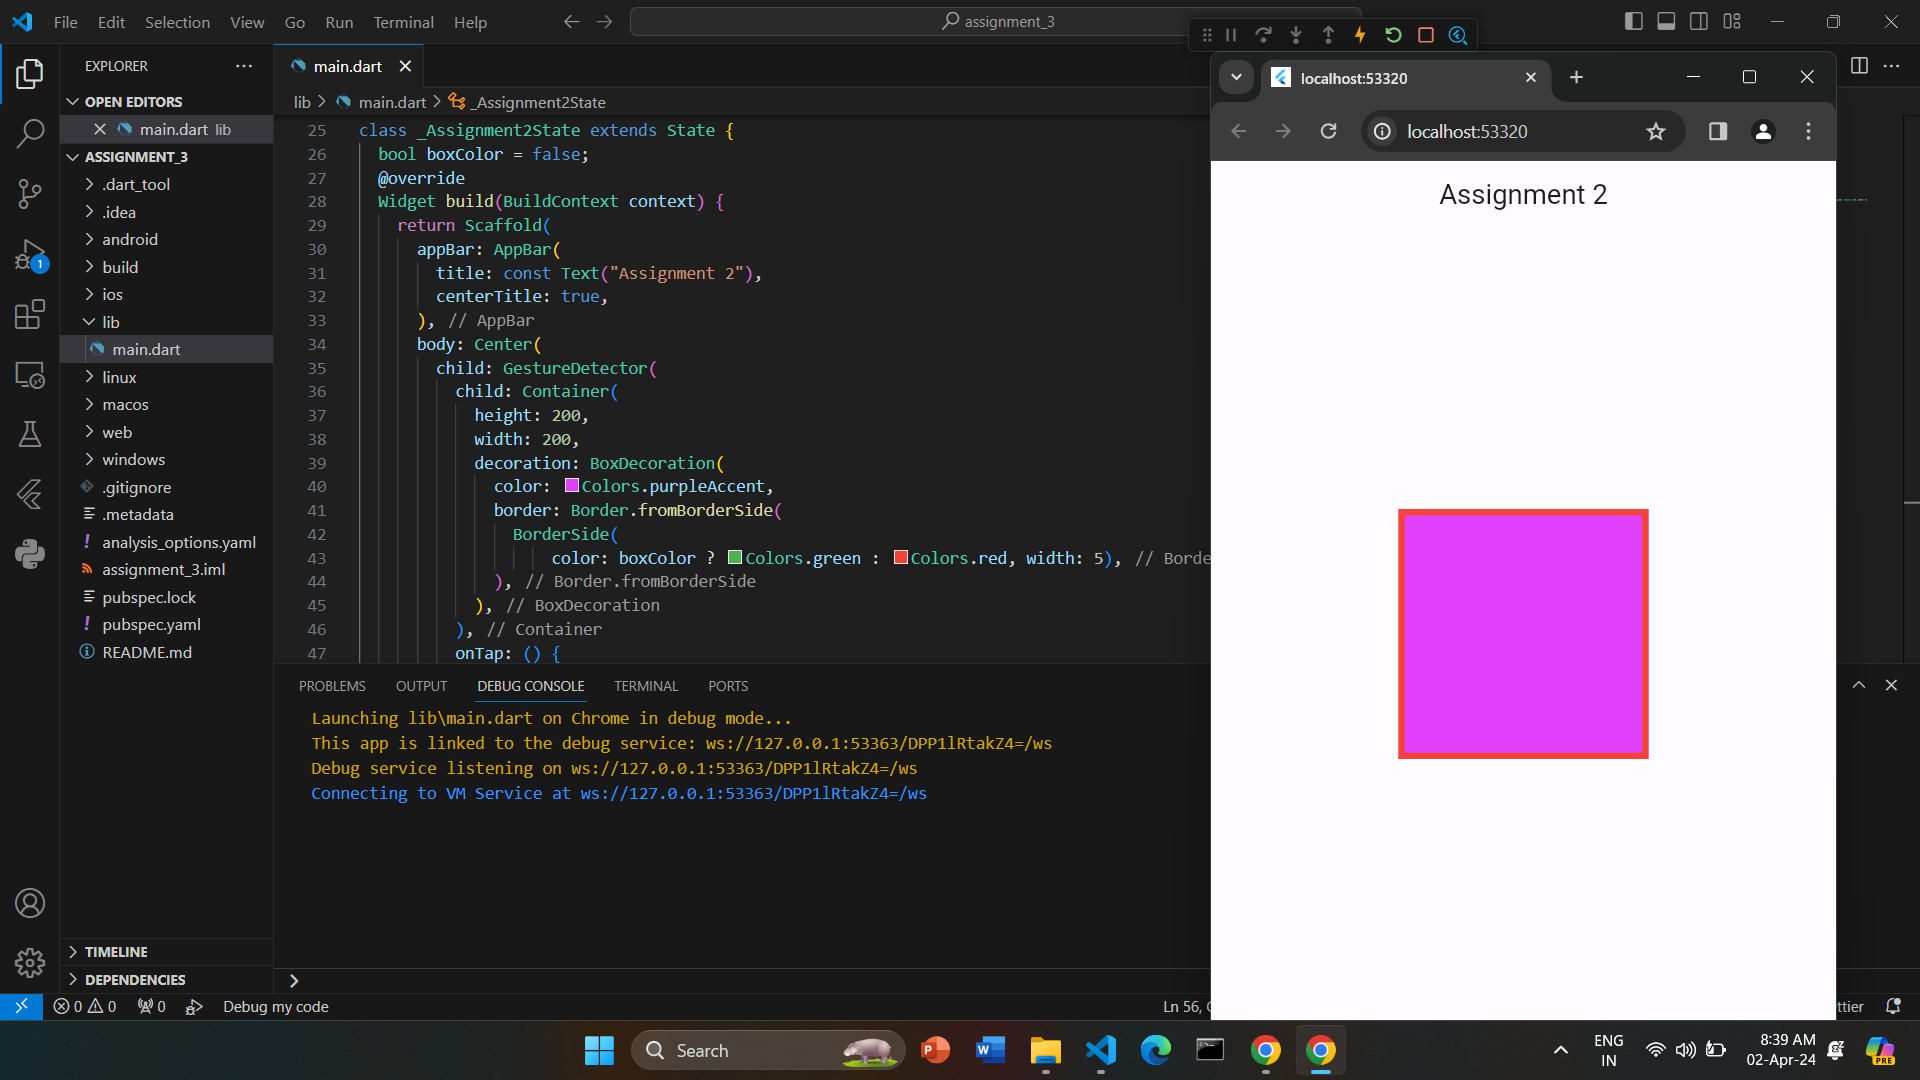 File Edit Selection View Go Run Terminal Help
assignment_3
EXPLORER
OPEN EDITORS
main.dart lib
ASSIGNMENT_3
.dart_tool
.idea
android
build
ios
lib
main.dart
linux
macos
web
windows
.gitignore
.metadata
analysis_options.yaml
assignment_3.iml
pubspec.lock
pubspec.yaml
README.md
TIMELINE
DEPENDENCIES
1
main.dart
lib > main.dart > _Assignment2State
25 class _Assignment2State extends State {
26 bool boxColor = false;
27 @override
28 Widget build(BuildContext context) {
29 return Scaffold(
30 appBar: AppBar(
31 title: const Text("Assignment 2"),
32 centerTitle: true,
33 ), // AppBar
34 body: Center(
35 child: GestureDetector(
36 child: Container(
37 height: 200,
38 width: 200,
39 decoration: BoxDecoration(
40 color: Colors.purpleAccent,
41 border: Border.fromBorderSide(
42 BorderSide(
43 color: boxColor ? Colors.green : Colors.red, width: 5), // Borde
44 ), // Border.fromBorderSide
45 ), // BoxDecoration
46 ), // Container
47 onTap: () {
PROBLEMS OUTPUT DEBUG CONSOLE TERMINAL PORTS
Launching lib\main.dart on Chrome in debug mode...
This app is linked to the debug service: ws://127.0.0.1:53363/DPP1lRtakZ4=/ws
Debug service listening on ws://127.0.0.1:53363/DPP1lRtakZ4=/ws
Connecting to VM Service at ws://127.0.0.1:53363/DPP1lRtakZ4=/ws
localhost:53320
localhost:53320
Assignment 2
0 0 0 Debug my code
Ln 56,
ttier
Search
ENG
IN
8:39 AM
02-Apr-24
PRE